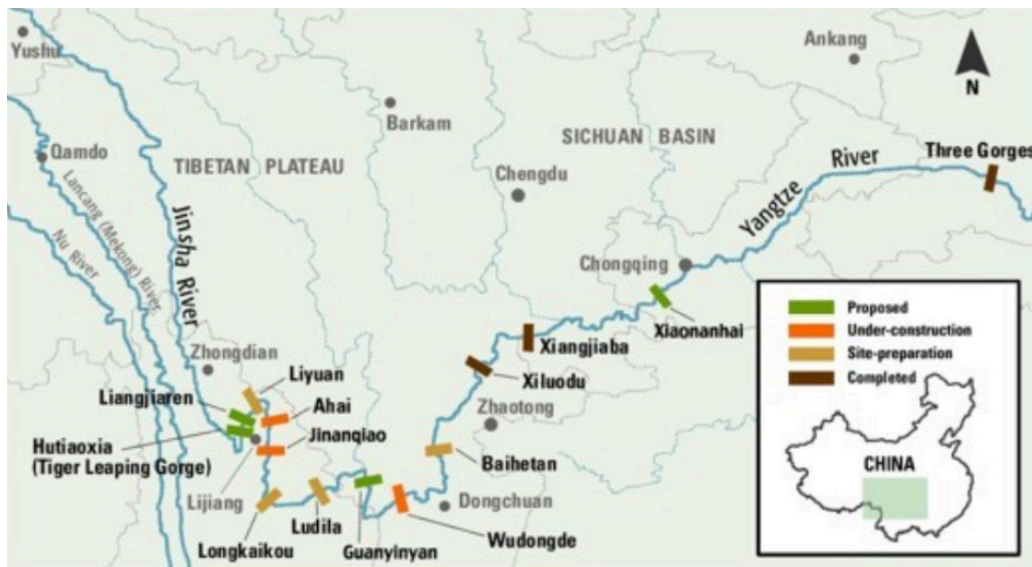 Yushu
Ankang
N
Barkam
SICHUAN BASIN
Qamdo
TIBETAN PLATEAU
Chengdu
Three Gorges
River
Yangtze
Lancang (Mekong) River
Nu River
Jinsha River
Chongqing
Xiaonanhai
Xiangjiaba
Xiluodu
Zhongdian
Liyuan
Liangjiaren
Ahai
Jinanqiao
Hutiaoxia
(Tiger Leaping Gorge)
Zhaotong
Baihetan
Lijiang
Dongchuan
Ludila
Longkaikou
Guanyinyan
Wudongde
Proposed
Under-construction
Site-preparation
Completed
CHINA